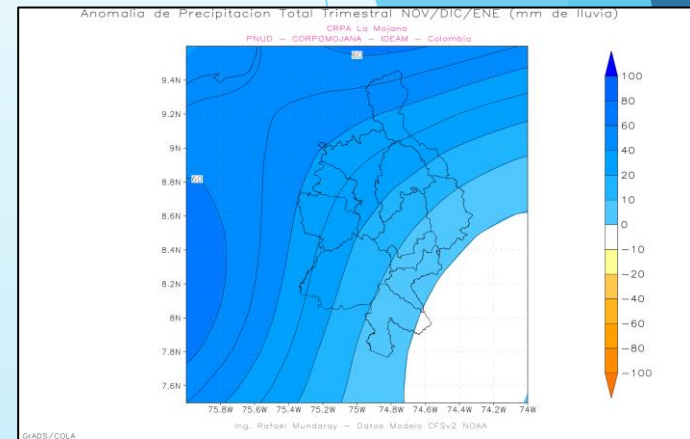 Anomalia de Precipitacion Total Trimestral NOV/DIC/ENE (mm de lluvia)
CRPA La Mojana
PNUD – CORPOMOJANA – IDEAM – Colombia
60
60
9.4N
9.2N
9N
8.8N
8.6N
8.4N
8.2N
8N
7.8N
7.6N
75.8W 75.6W 75.4W 75.2W 75W 74.8W 74.6W 74.4W 74.2W 74W
100
80
60
40
20
10
0
−10
−20
−40
−60
−80
−100
Ing. Rafael Mundaray – Datos Modelo CFSv2 NOAA
GrADS/COLA